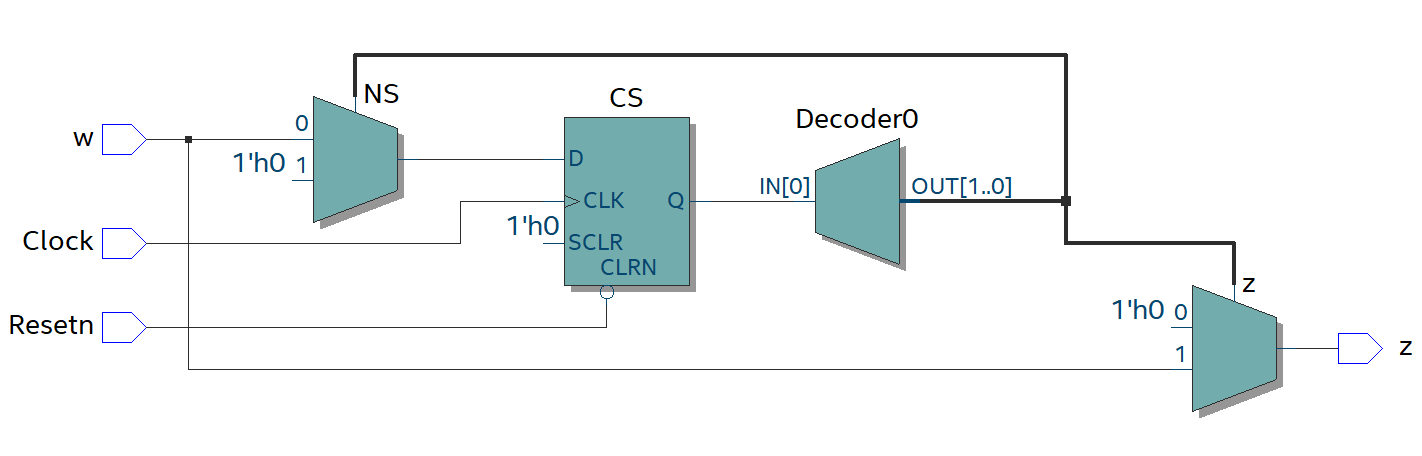 NS
CS
Decoder0
w
0
1'h0 1
D
CLK
Q
IN[0]
OUT[1..0]
Clock
1'h0
SCLR
CLRN
Resetn
z
1'h0 0
1
z